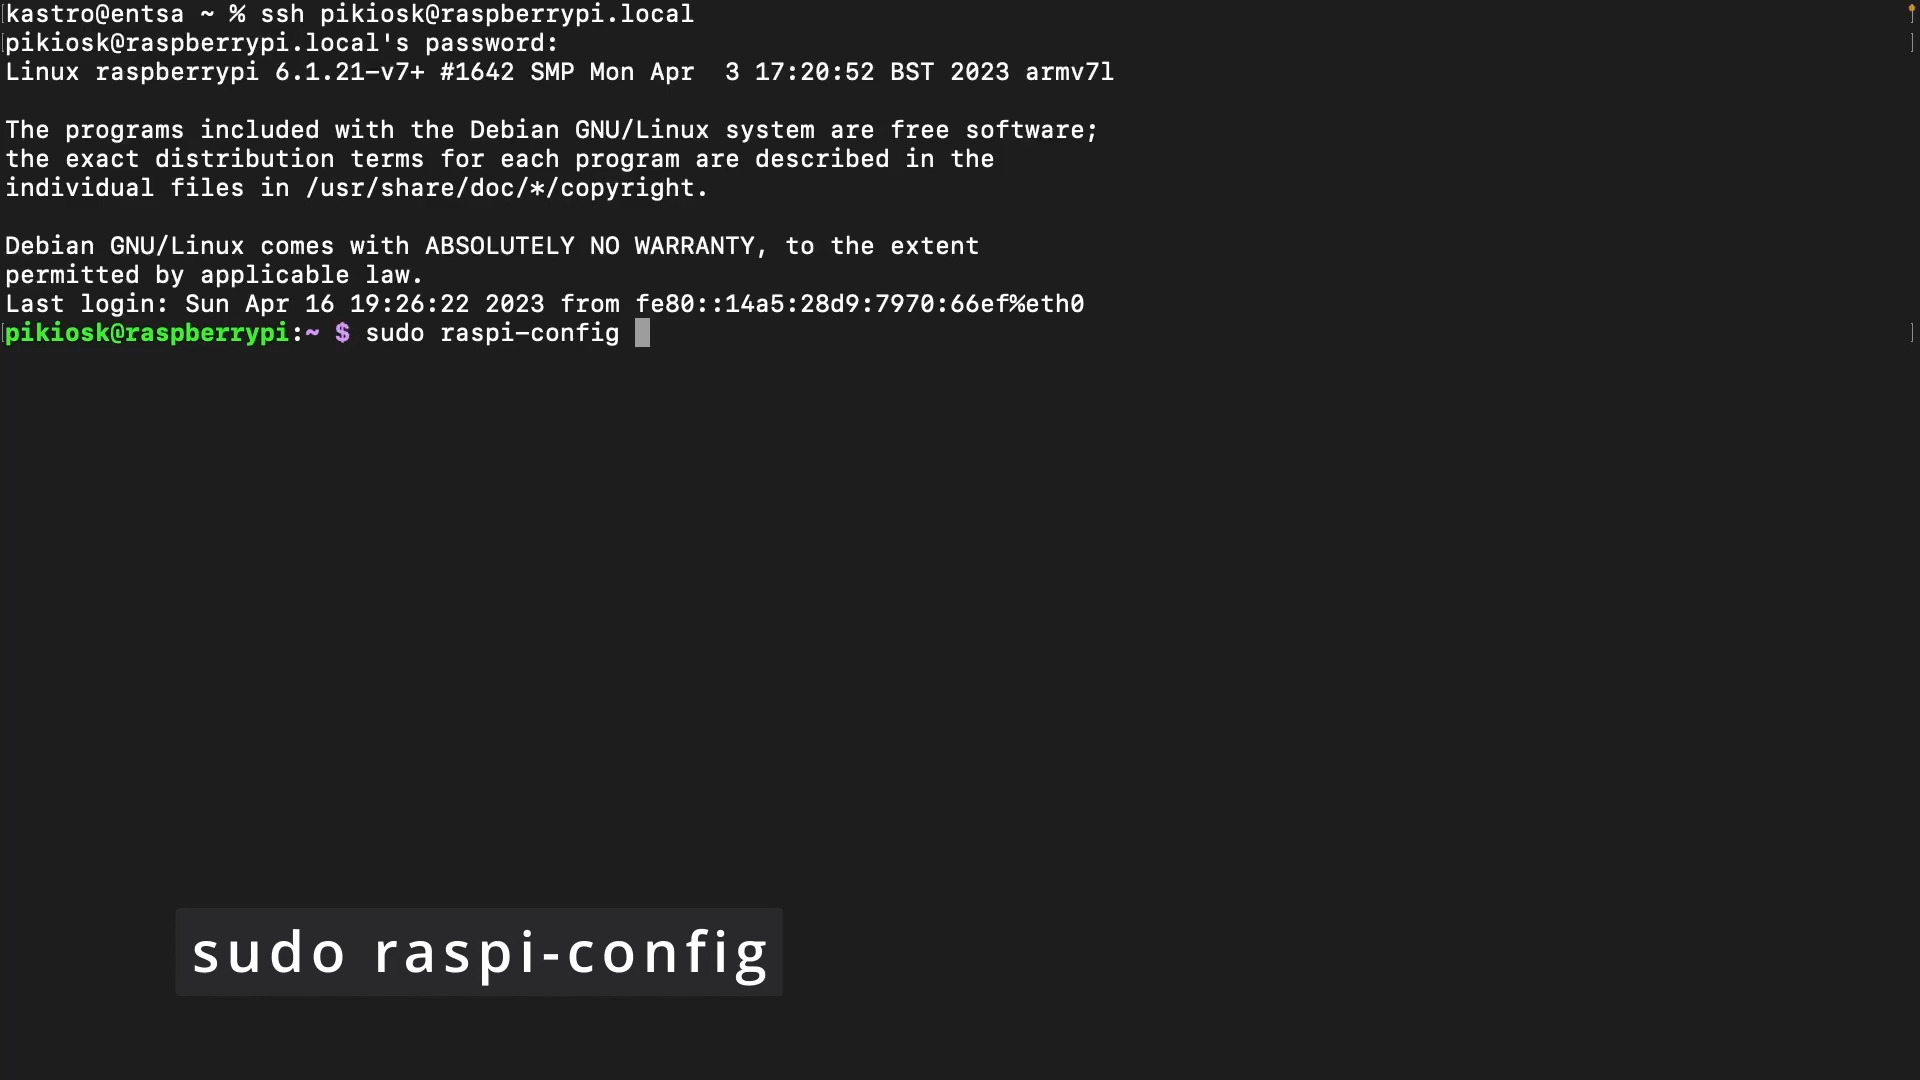 kastro@entsa ~ % ssh pikiosk@raspberrypi.local
pikiosk@raspberrypi.local's password:
Linux raspberrypi 6.1.21-v7+ #1642 SMP Mon Apr  3 17:20:52 BST 2023 armv7l
The programs included with the Debian GNU/Linux system are free software;
the exact distribution terms for each program are described in the
individual files in /usr/share/doc/*/copyright.
Debian GNU/Linux comes with ABSOLUTELY NO WARRANTY, to the extent
permitted by applicable law.
Last login: Sun Apr 16 19:26:22 2023 from fe80::14a5:28d9:7970:66ef%eth0
pikiosk@raspberrypi:~ $ sudo raspi-config
sudo raspi-config